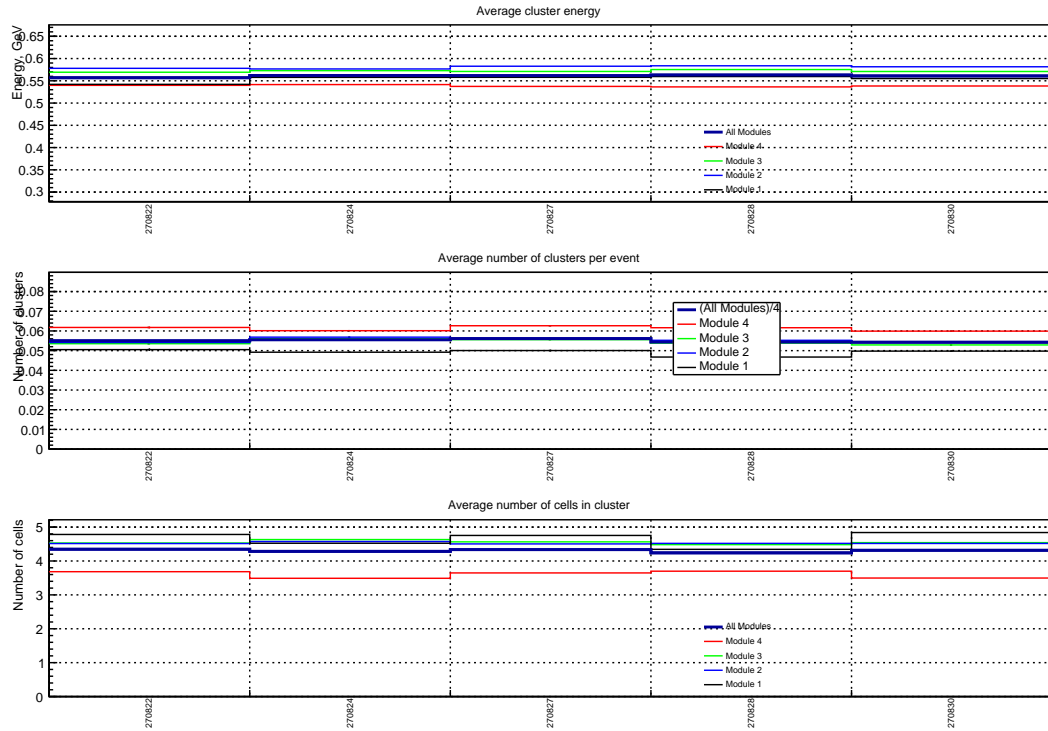 Average cluster energy
Energy, GeV
0.65
0.6
0.55
0.5
0.45
0.4
0.35
0.3
All Modules
Module 4
Module 3
Module 2
Module 1
270822
270824
270827
270828
270830
Average number of clusters per event
Number of clusters
0.08
0.07
0.06
0.05
0.04
0.03
0.02
0.01
0
(All Modules)/4
Module 4
Module 3
Module 2
Module 1
270822
270824
270827
270828
270830
Average number of cells in cluster
Number of cells
5
4
3
2
1
0
All Modules
Module 4
Module 3
Module 2
Module 1
270822
270824
270827
270828
270830